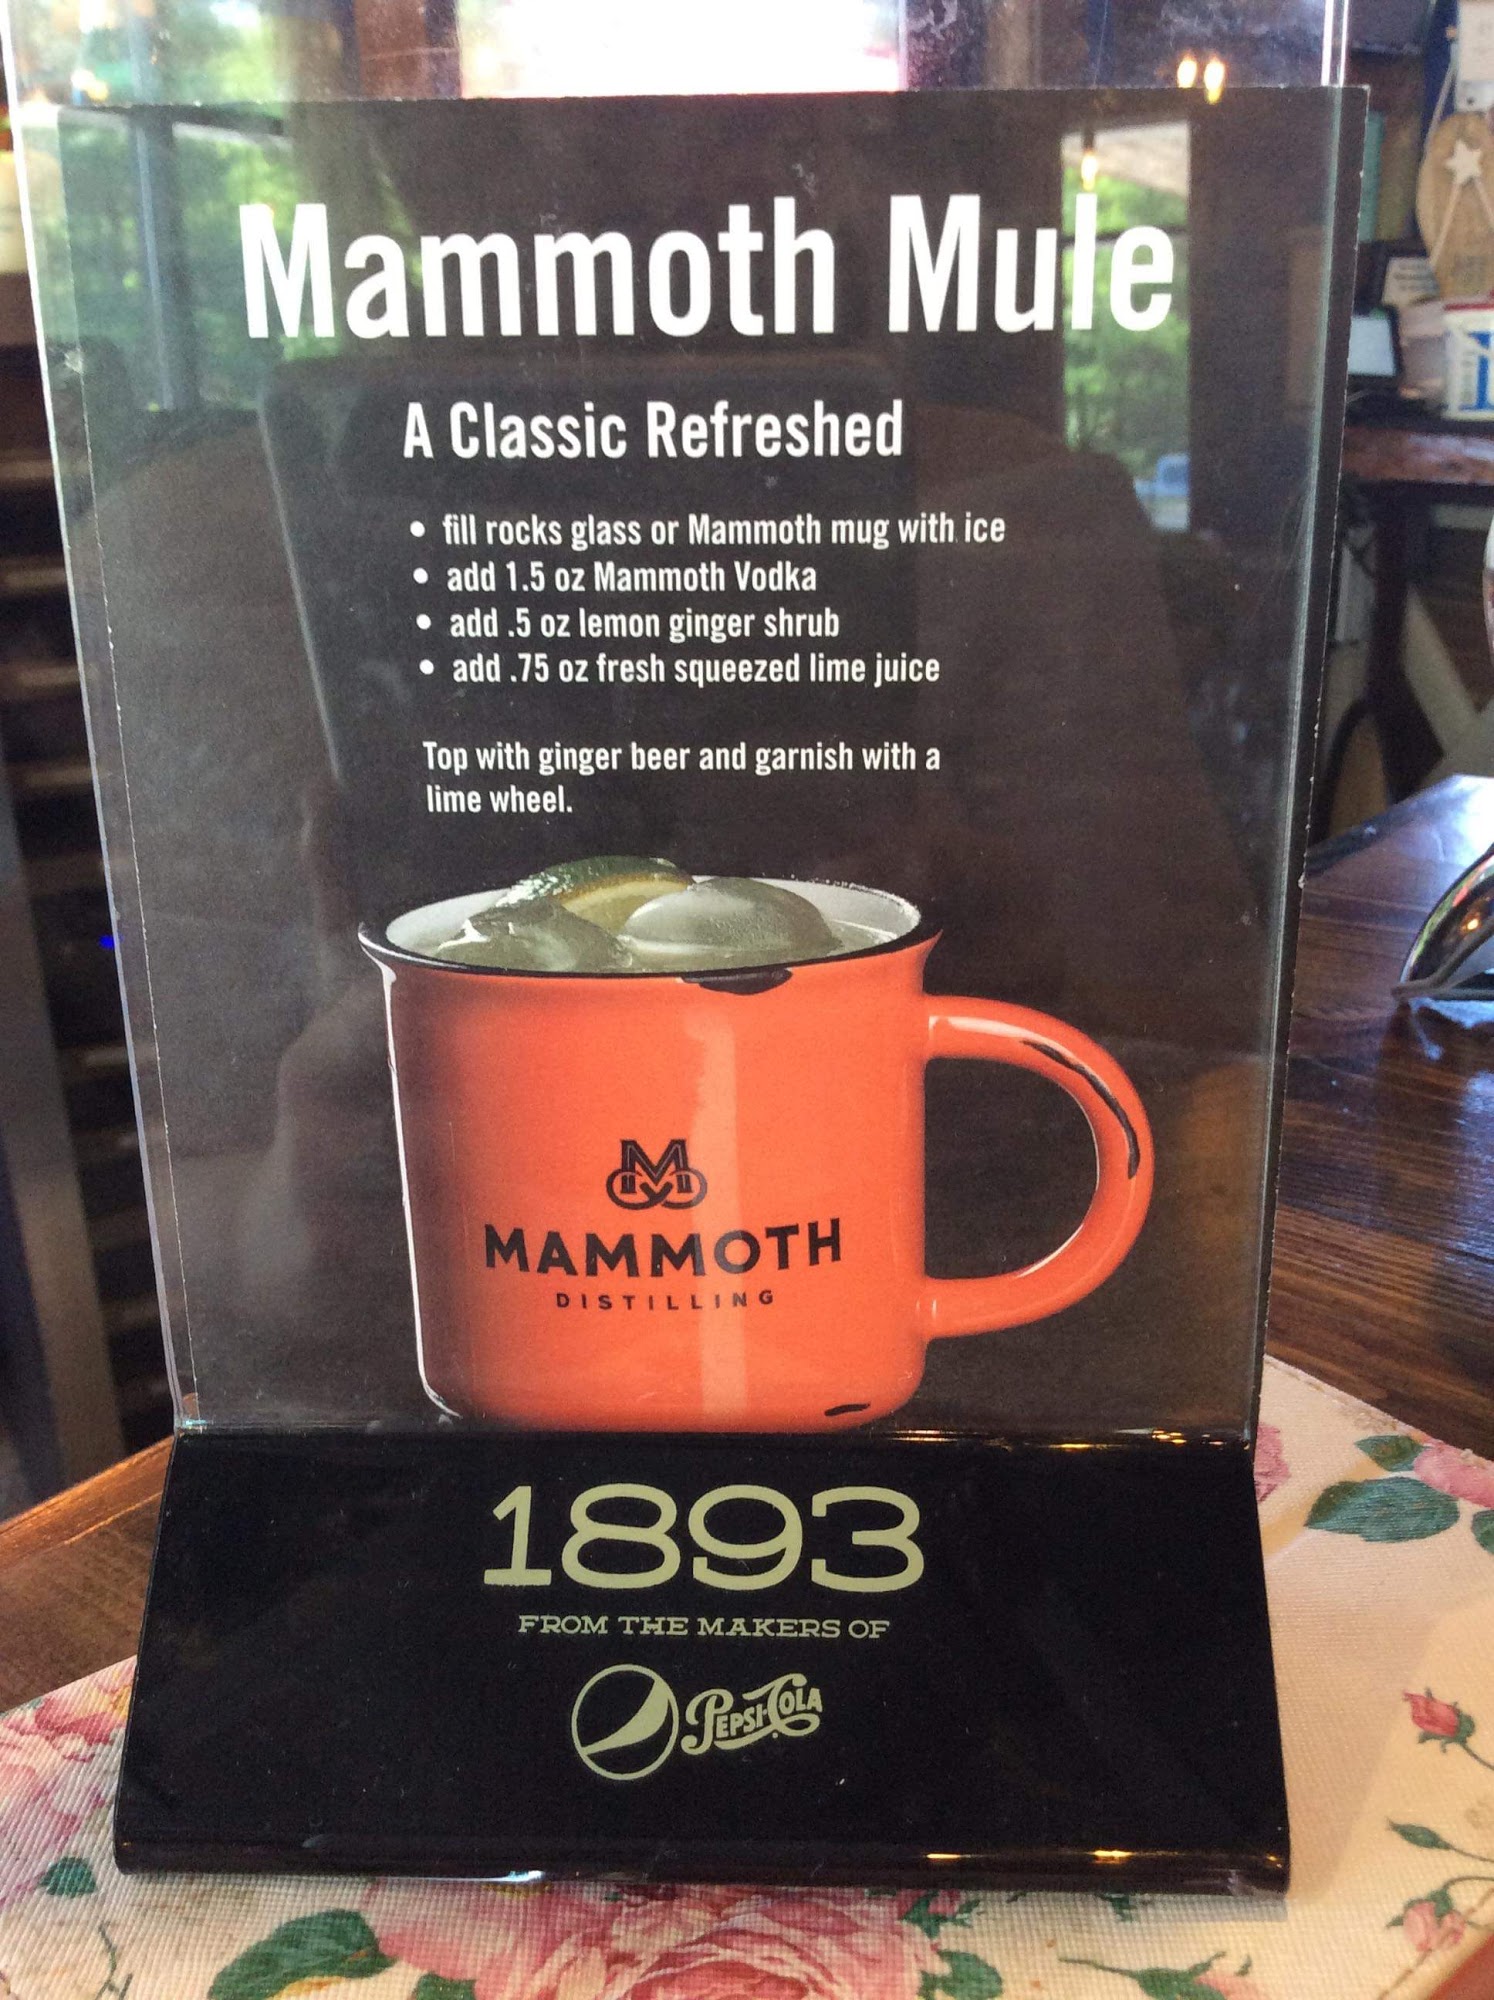 Mammoth Mule
A Classic Refreshed
• fill rocks glass or Mammoth mug with ice
• add 1.5 oz Mammoth Vodka
• add .5 oz lemon ginger shrub
• add .75 oz fresh squeezed lime juice
Top with ginger beer and garnish with a
lime wheel.
M
MAMMOTH
DISTILLING
1893
FROM THE MAKERS OF
PEPSI-COLA